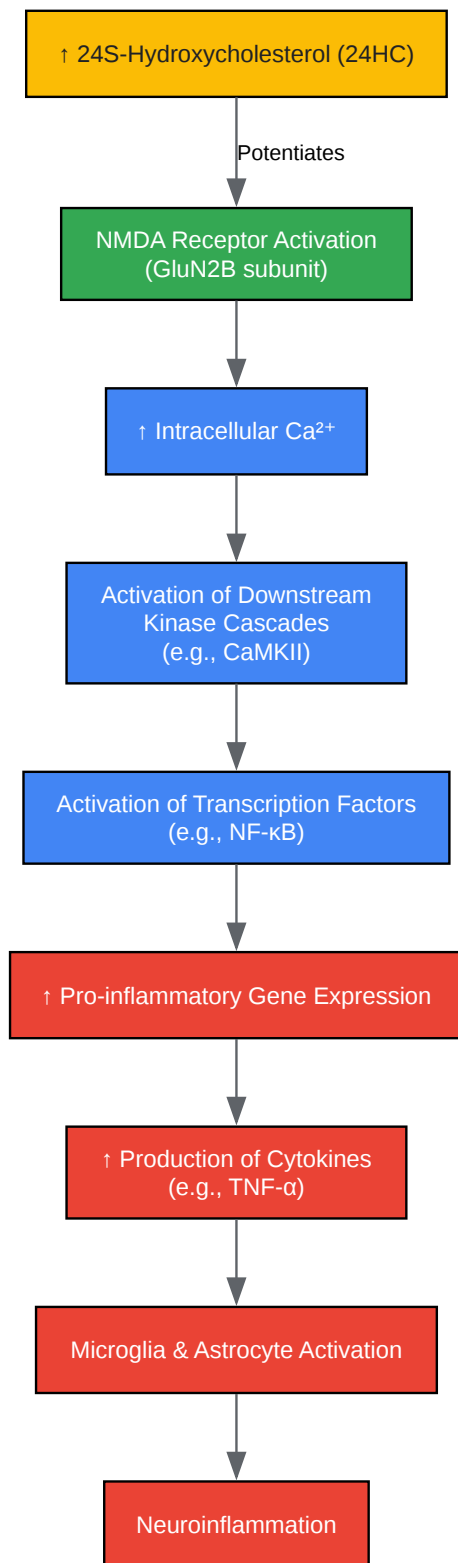 ↑ 24S-Hydroxycholesterol (24HC)
Potentiates
NMDA Receptor Activation
(GluN2B subunit)
↑ Intracellular Ca²⁺
Activation of Downstream
Kinase Cascades
(e.g., CaMKII)
Activation of Transcription Factors
(e.g., NF-κB)
↑ Pro-inflammatory Gene Expression
↑ Production of Cytokines
(e.g., TNF-α)
Microglia & Astrocyte Activation
Neuroinflammation